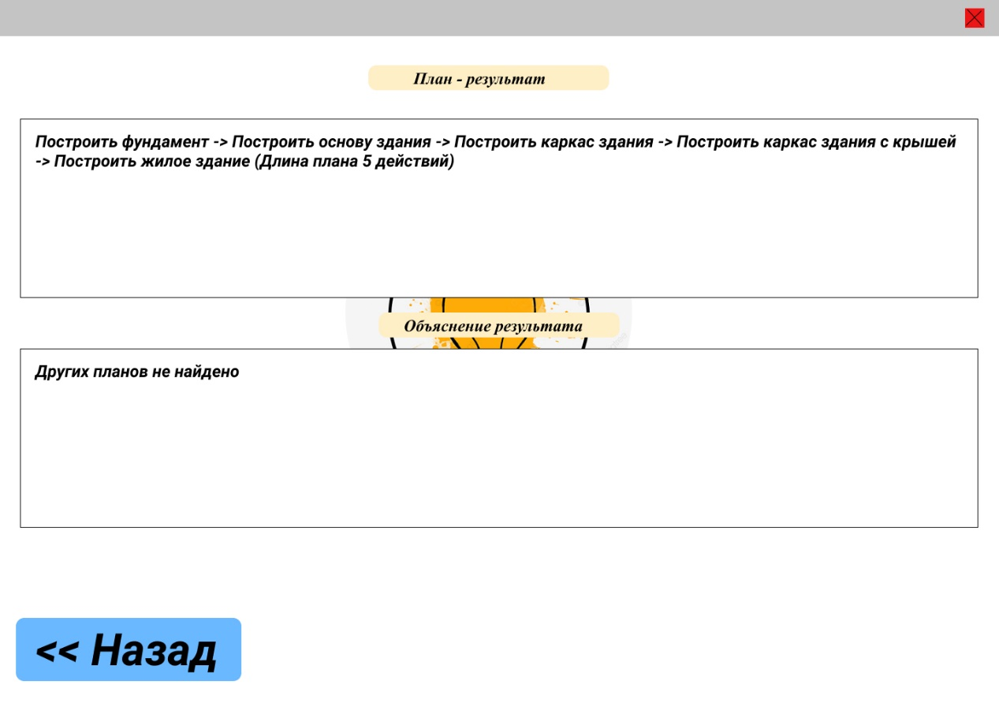 План - результат
Построить фундамент -> Построить основу здания -> Построить каркас здания -> Построить каркас здания с крышей
-> Построить жилое здание (Длина плана 5 действий)
Объяснение результата
Других планов не найдено
<< Назад